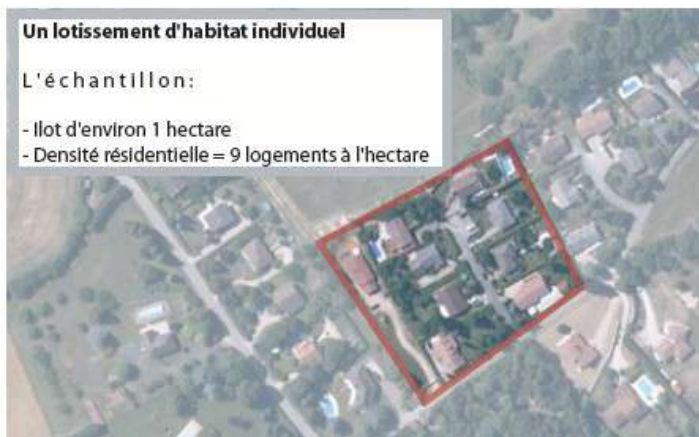 Un lotissement d'habitat individuel
L'échantillon:
- Ilot d'environ 1 hectare
- Densité résidentielle = 9 logements à l'hectare